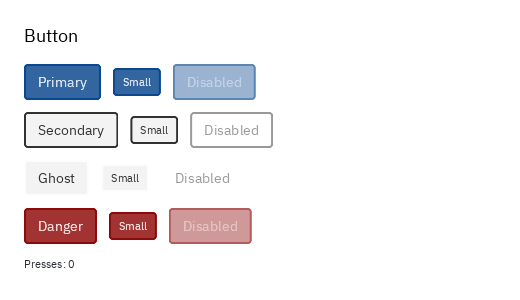 Button
Primary Small Disabled
Secondary Small Disabled
Ghost Small Disabled
Danger Small Disabled
Presses: 0